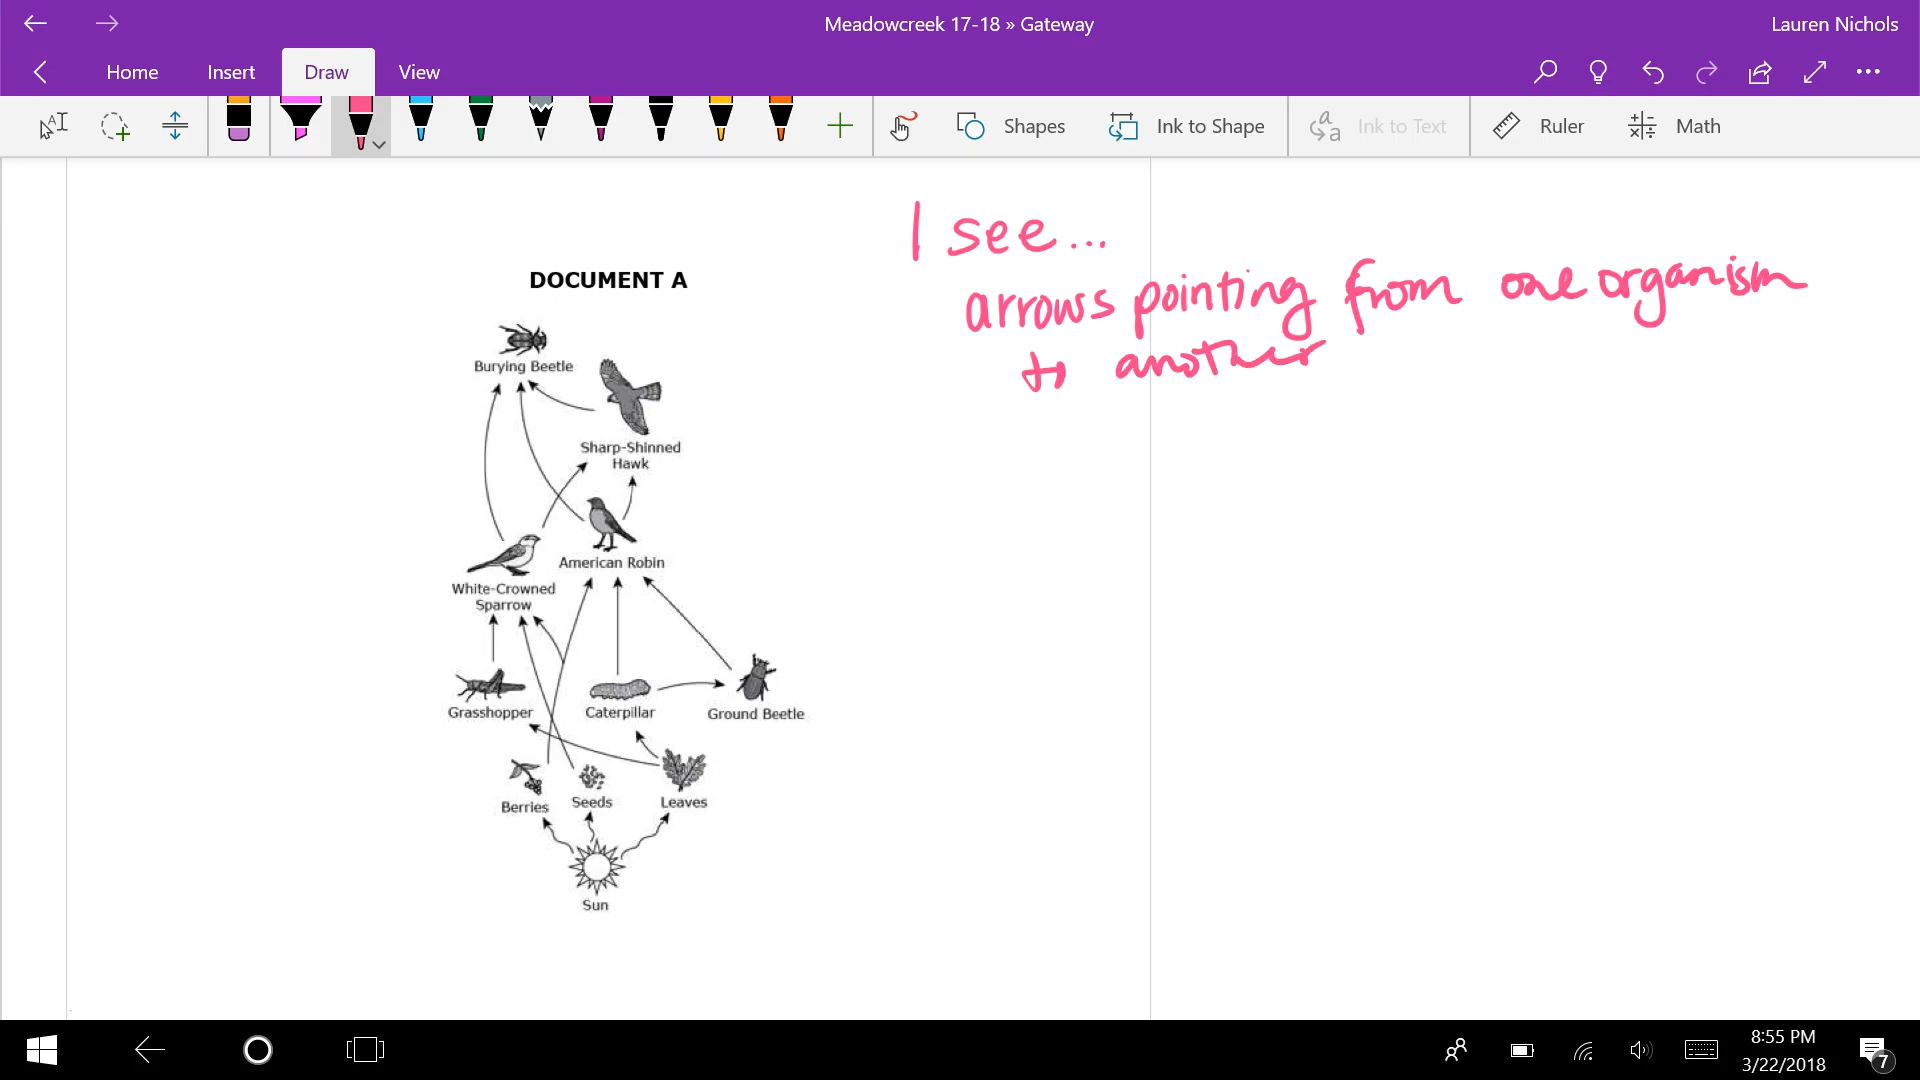 Meadowcreek 17-18 » Gateway
Lauren Nichols
Home Insert Draw View
Shapes Ink to Shape Ink to Text Ruler Math
I see...
arrows pointing from one organism
to another
DOCUMENT A
Burying Beetle
Sharp-Shinned
Hawk
American Robin
White-Crowned
Sparrow
Grasshopper
Caterpillar
Ground Beetle
Berries
Seeds
Leaves
Sun
8:55 PM
3/22/2018
7